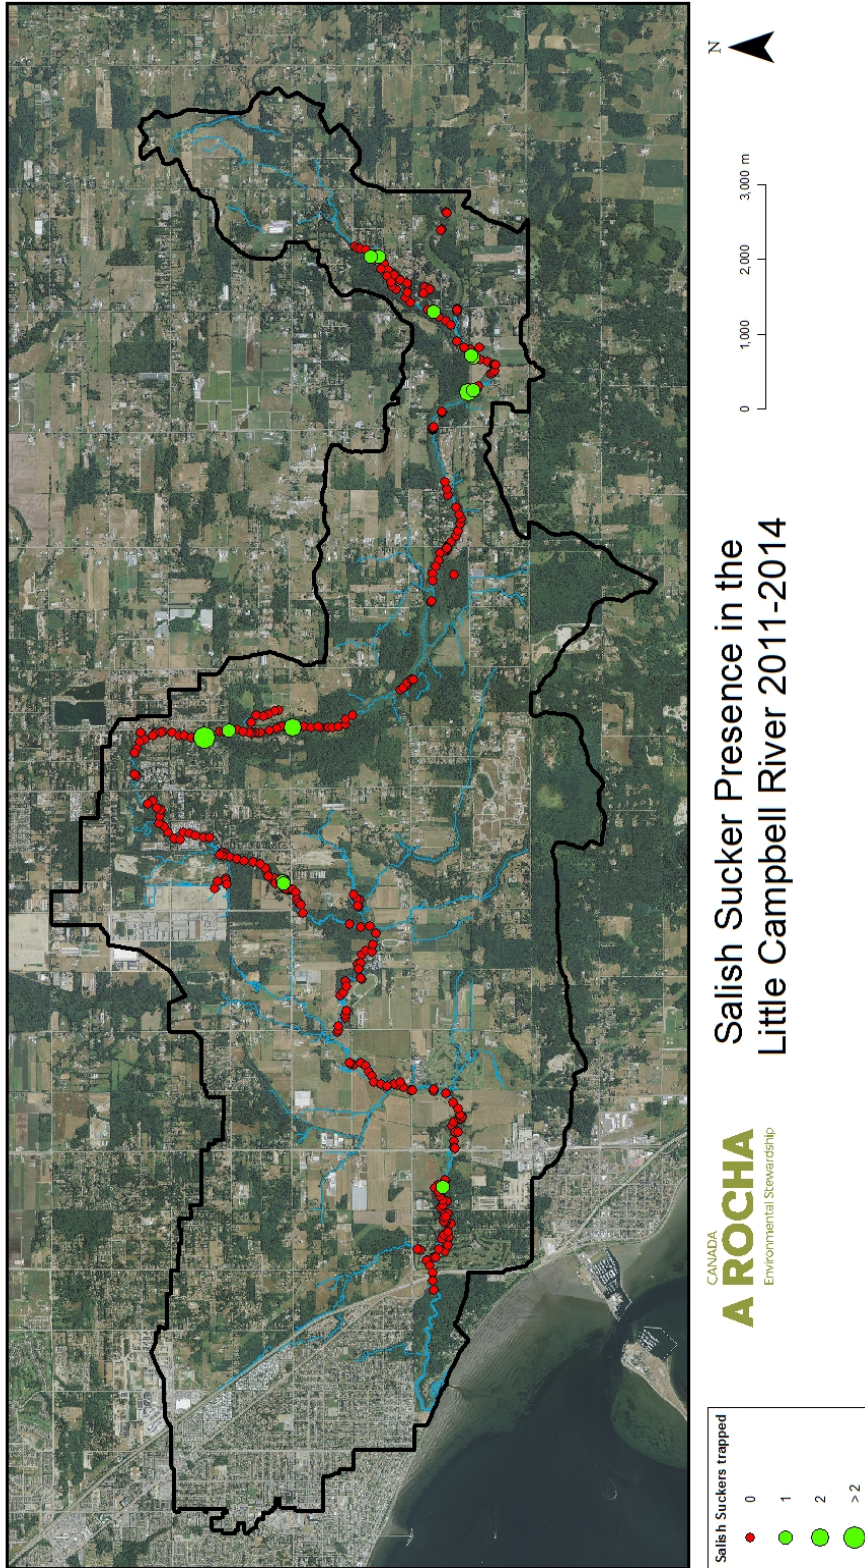 Salish Suckers trapped
0
1
2
>2
CANADA
A ROCHA
Environmental Stewardship
Salish Sucker Presence in the
Little Campbell River 2011-2014
0 1,000 2,000 3,000 m
N